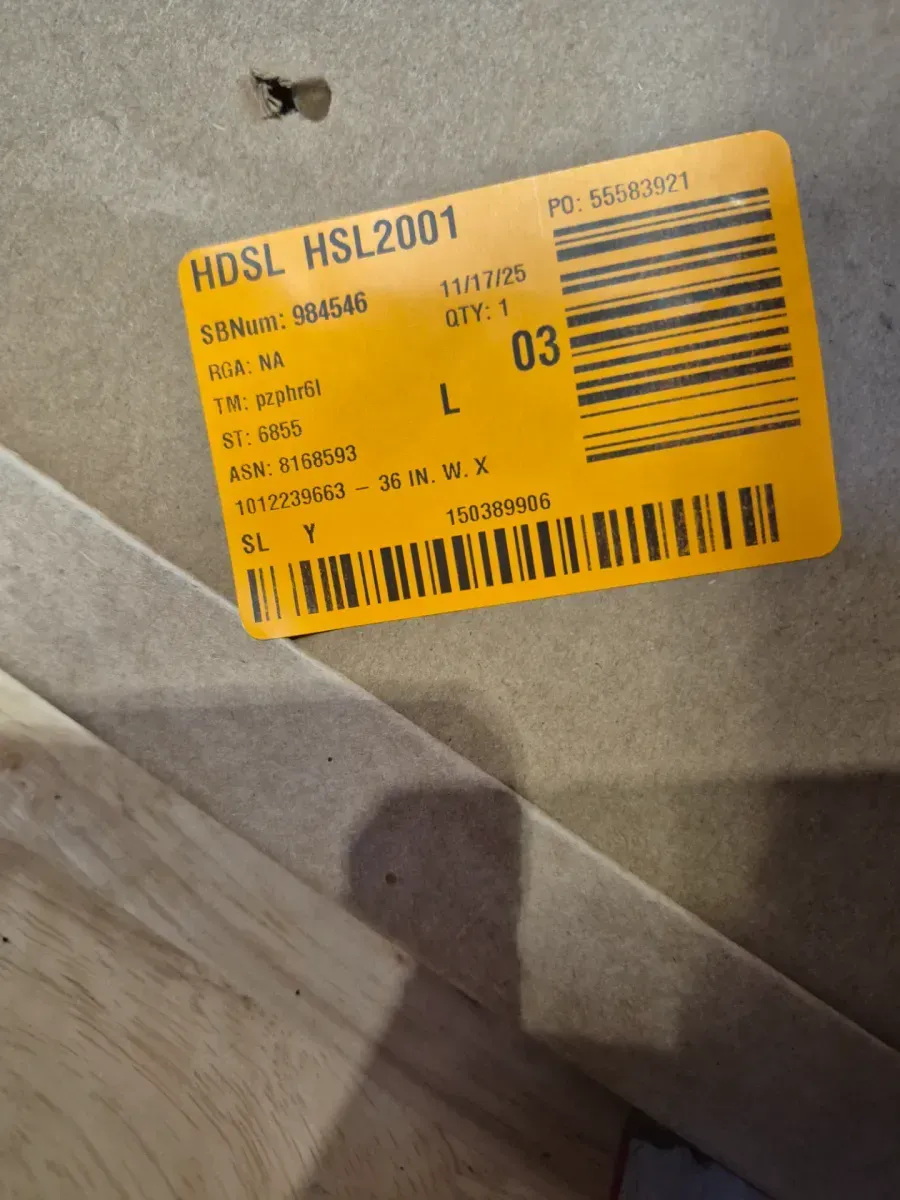 HDSL HSL2001
PO: 55583921
SBNum: 984546
11/17/25
RGA: NA
QTY: 1
TM: pzphr6l
L
03
ST: 6855
ASN: 8168593
1012239663 – 36 IN. W. X
SL Y
150389906